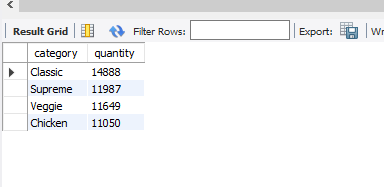 Result Grid Filter Rows: Export:
category quantity
Classic 14888
Supreme 11987
Veggie 11649
Chicken 11050